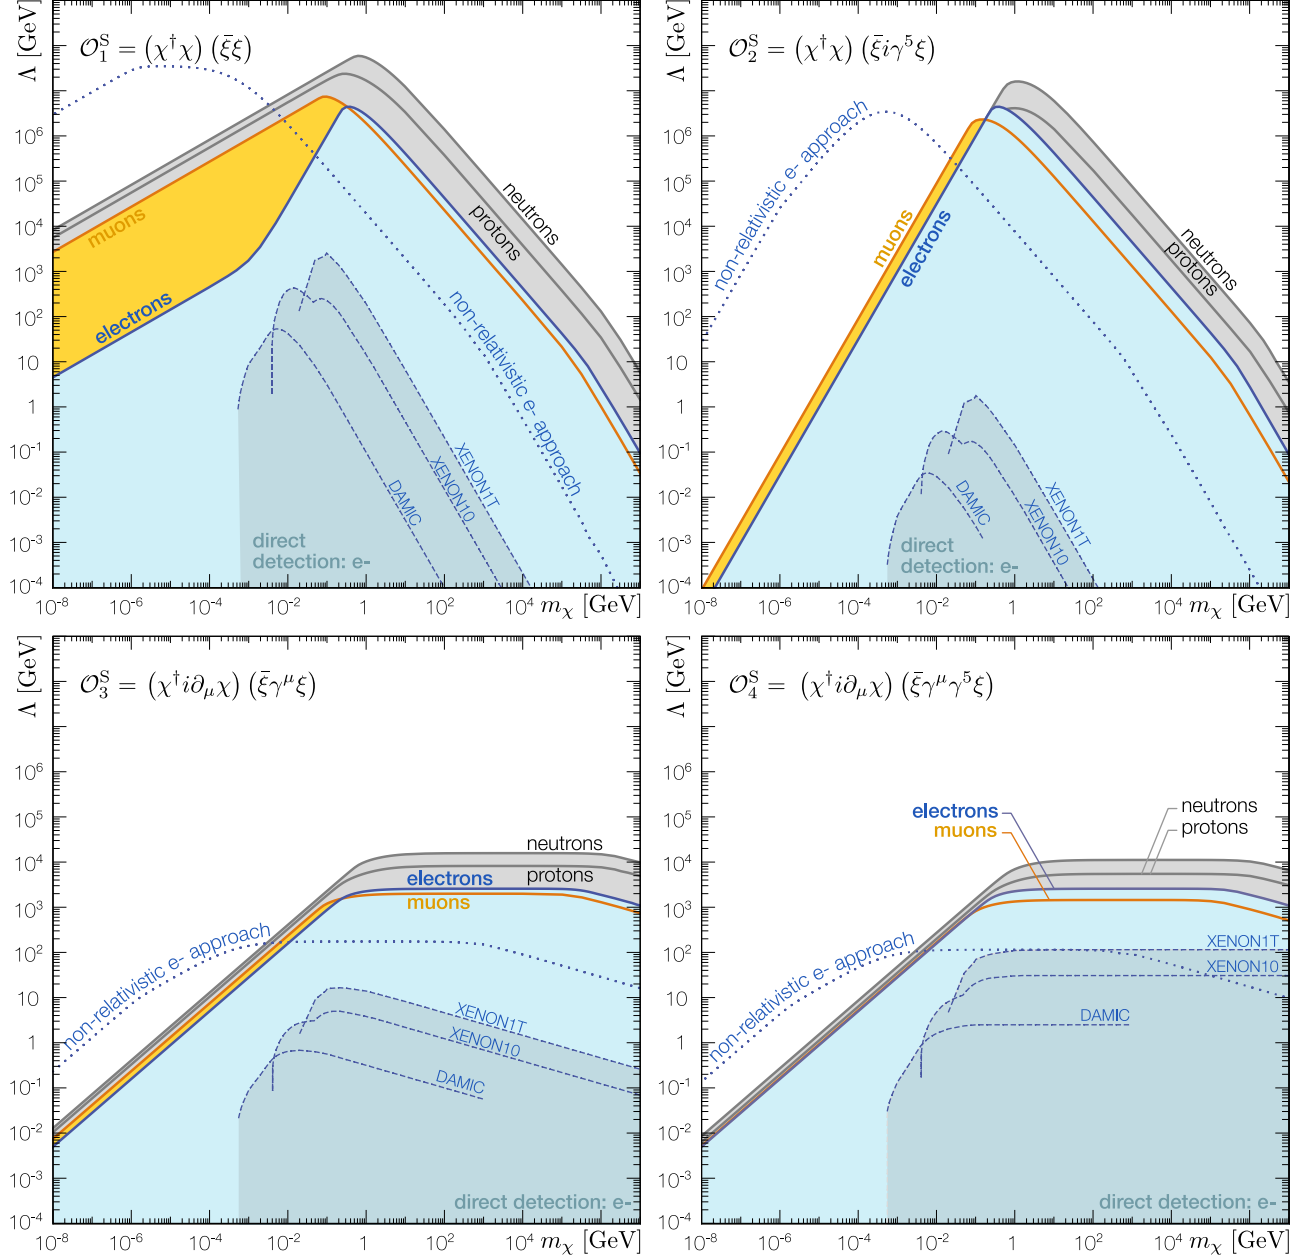 Λ [GeV]
𝒪₁ˢ = (χ†χ) (ξ̄ξ)
10⁶
10⁵
10⁴
10³
10²
10
1
10⁻¹
10⁻²
10⁻³
10⁻⁴
muons
electrons
neutrons
protons
non-relativistic e- approach
XENON1T
XENON10
DAMIC
direct
detection: e-
10⁻⁸ 10⁻⁶ 10⁻⁴ 10⁻² 1 10² 10⁴ m_χ [GeV]
Λ [GeV]
𝒪₂ˢ = (χ†χ) (ξ̄iγ⁵ξ)
10⁶
10⁵
10⁴
10³
10²
10
1
10⁻¹
10⁻²
10⁻³
10⁻⁴
non-relativistic e- approach
muons
electrons
neutrons
protons
XENON1T
XENON10
DAMIC
direct
detection: e-
10⁻⁸ 10⁻⁶ 10⁻⁴ 10⁻² 1 10² 10⁴ m_χ [GeV]
Λ [GeV]
𝒪₃ˢ = (χ†i∂_μχ) (ξ̄γ^μξ)
10⁶
10⁵
10⁴
10³
10²
10
1
10⁻¹
10⁻²
10⁻³
10⁻⁴
neutrons
protons
electrons
muons
non-relativistic e- approach
XENON1T
XENON10
DAMIC
direct detection: e-
10⁻⁸ 10⁻⁶ 10⁻⁴ 10⁻² 1 10² 10⁴ m_χ [GeV]
Λ [GeV]
𝒪₄ˢ = (χ†i∂_μχ) (ξ̄γ^μγ⁵ξ)
10⁶
10⁵
10⁴
10³
10²
10
1
10⁻¹
10⁻²
10⁻³
10⁻⁴
electrons
muons
neutrons
protons
non-relativistic e- approach
XENON1T
XENON10
DAMIC
direct detection: e-
10⁻⁸ 10⁻⁶ 10⁻⁴ 10⁻² 1 10² 10⁴ m_χ [GeV]